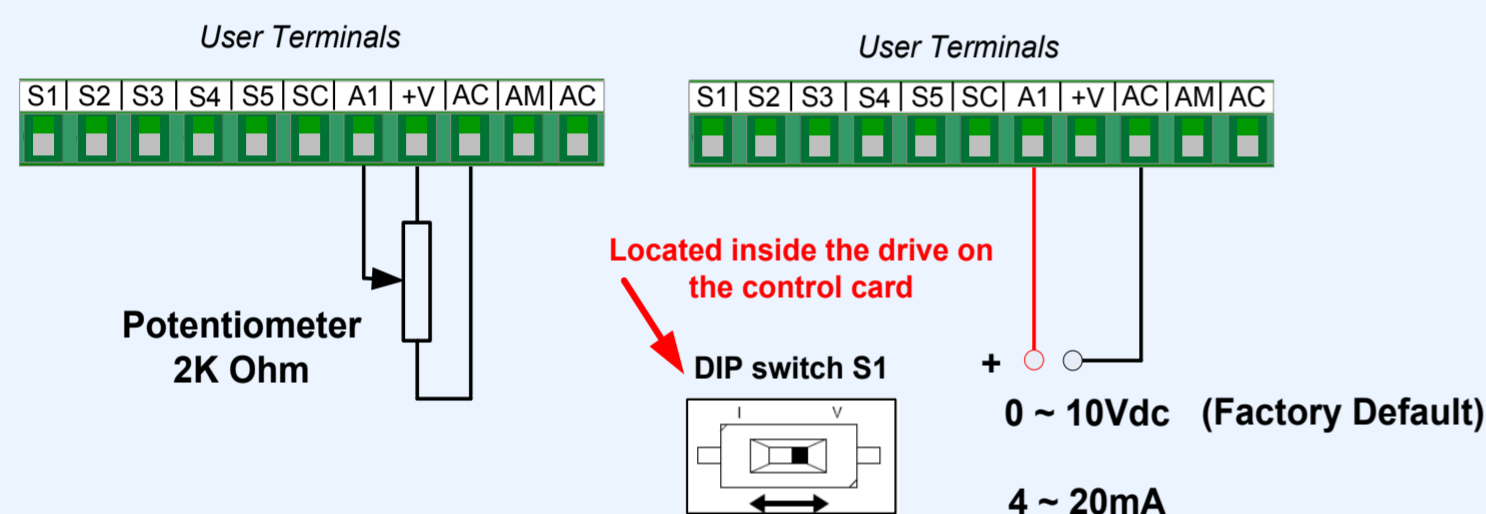 User Terminals
S1 S2 S3 S4 S5 SC A1 +V AC AM AC
Potentiometer
2K Ohm
User Terminals
S1 S2 S3 S4 S5 SC A1 +V AC AM AC
Located inside the drive on
the control card
DIP switch S1
I V
+
0 ~ 10Vdc (Factory Default)
4 ~ 20mA